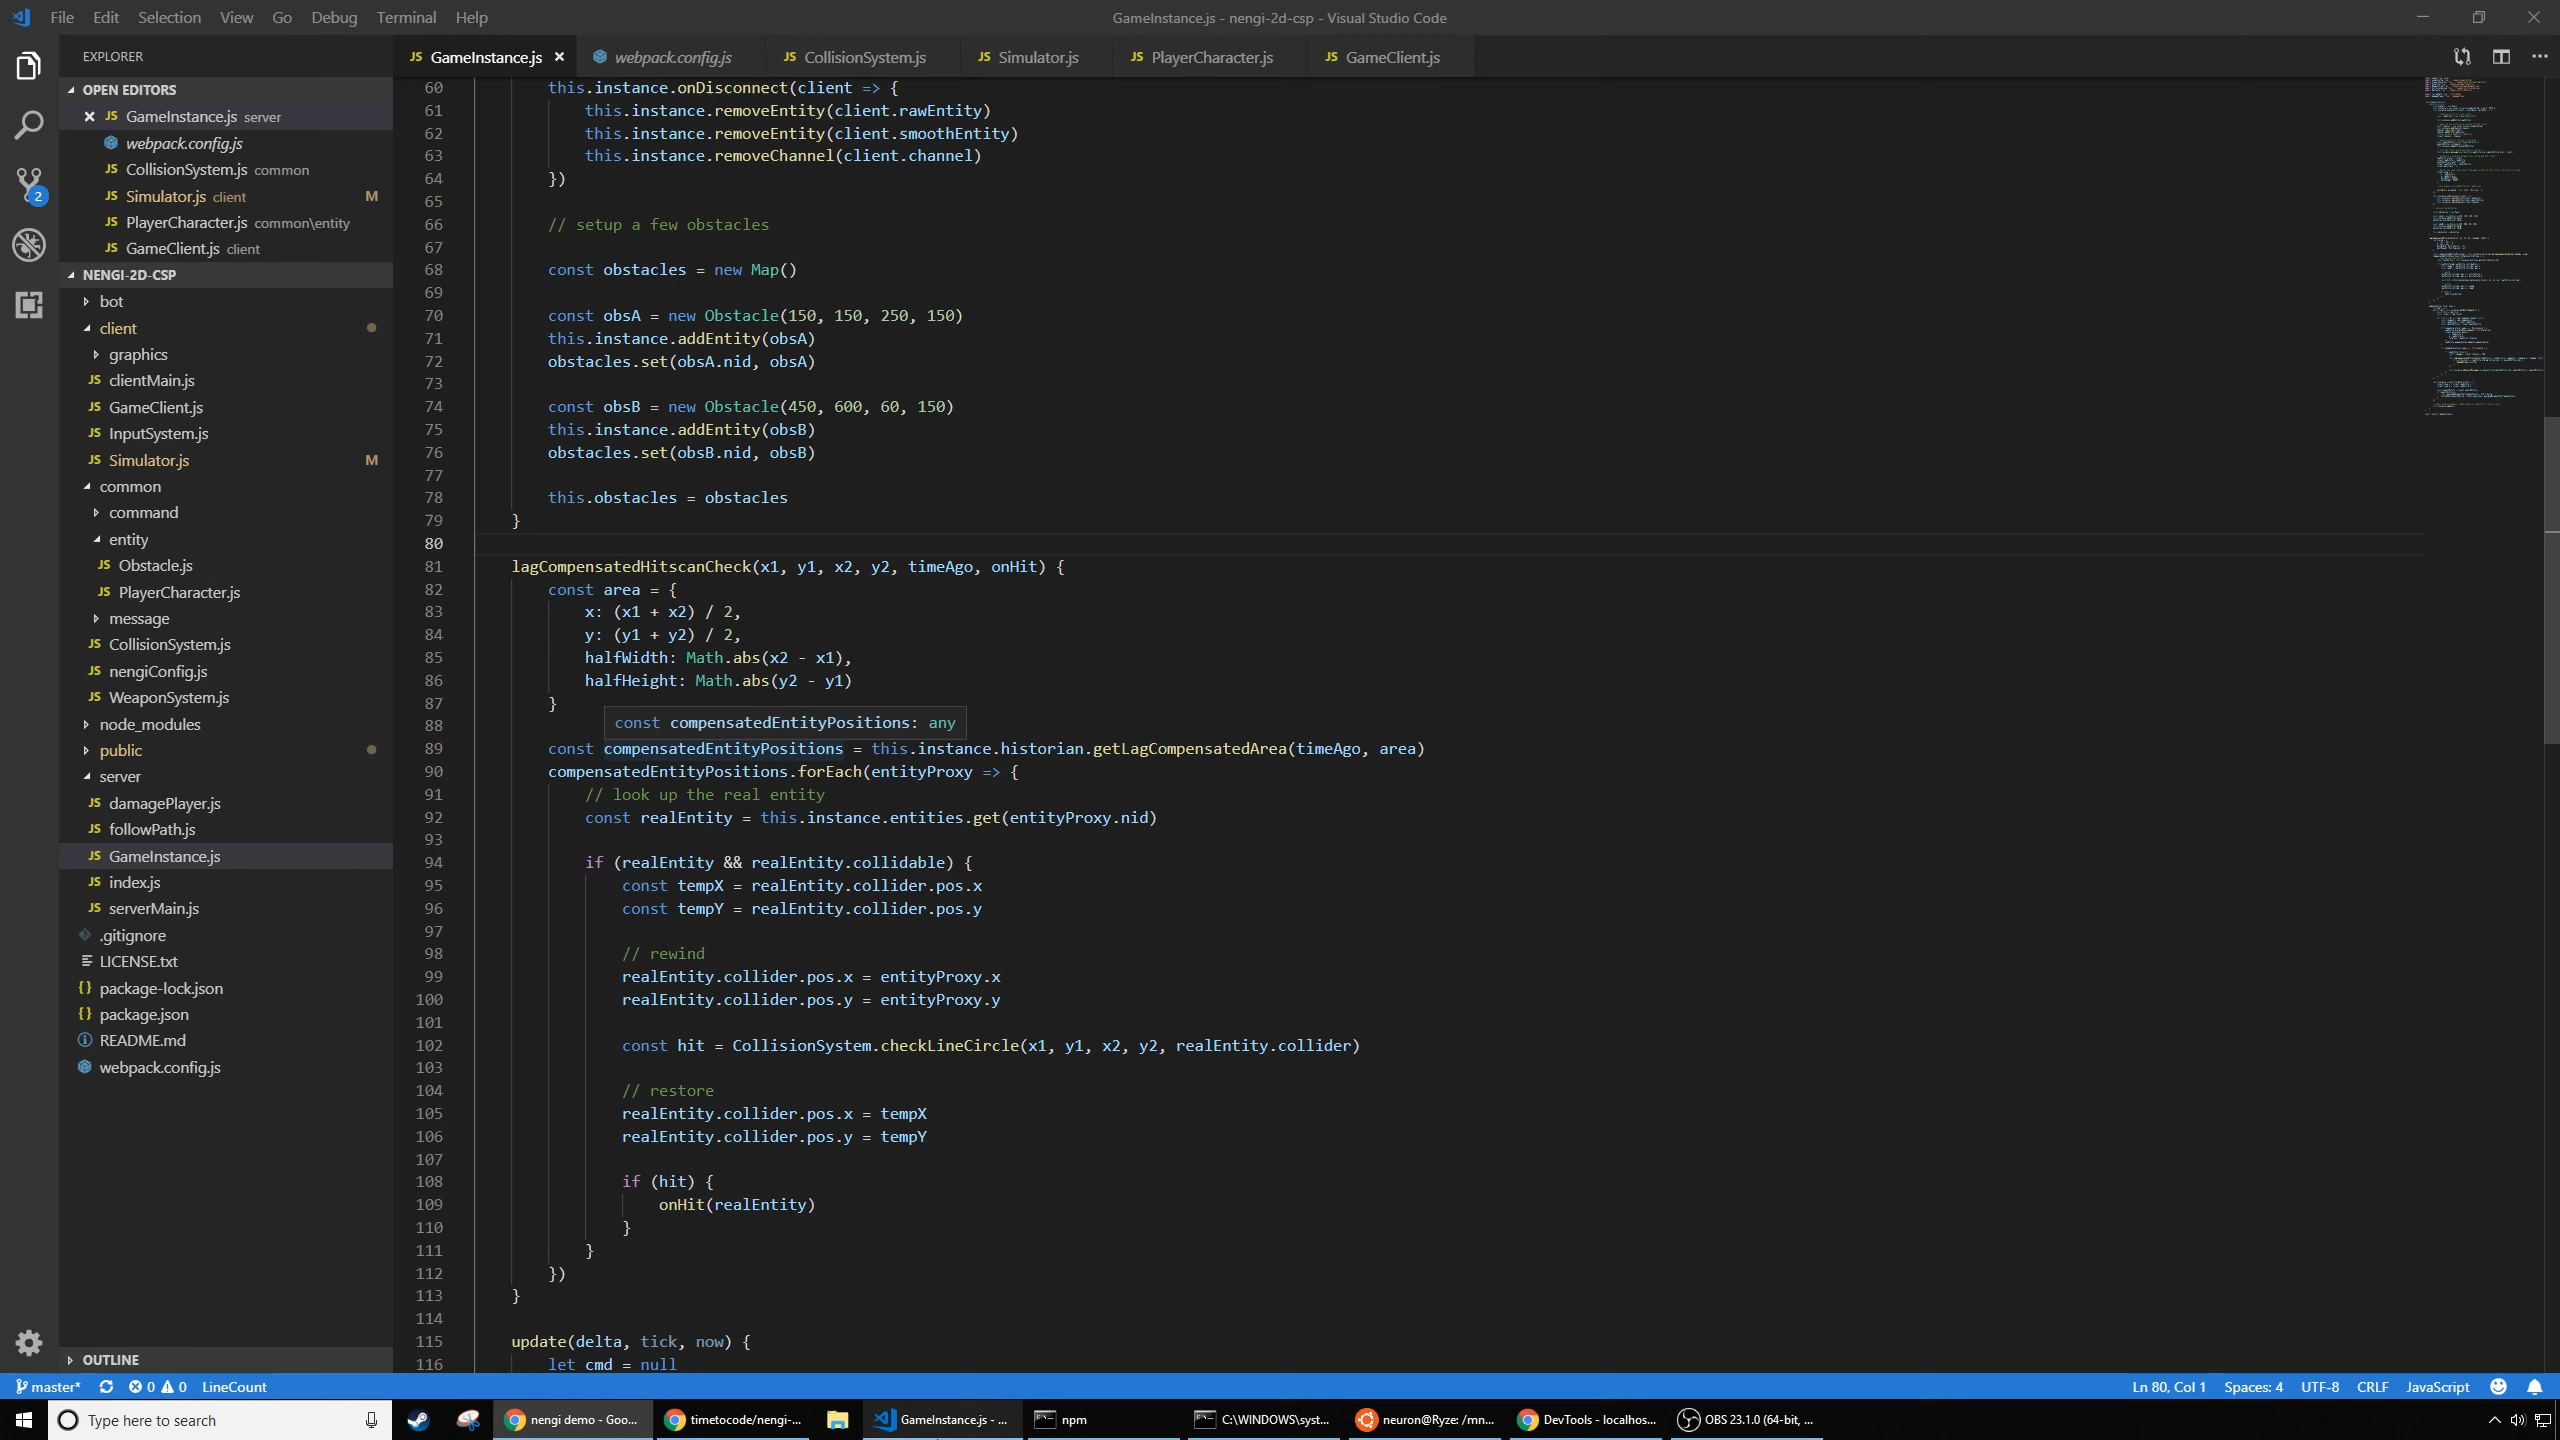 File Edit Selection View Go Debug Terminal Help
GameInstance.js - nengi-2d-csp - Visual Studio Code
EXPLORER
OPEN EDITORS
GameInstance.js server
webpack.config.js
CollisionSystem.js common
Simulator.js client M
PlayerCharacter.js common\entity
GameClient.js client
NENGI-2D-CSP
bot
client
graphics
clientMain.js
GameClient.js
InputSystem.js
Simulator.js M
common
command
entity
Obstacle.js
PlayerCharacter.js
message
CollisionSystem.js
nengiConfig.js
WeaponSystem.js
node_modules
public
server
damagePlayer.js
followPath.js
GameInstance.js
index.js
serverMain.js
.gitignore
LICENSE.txt
package-lock.json
package.json
README.md
webpack.config.js
OUTLINE
2
GameInstance.js webpack.config.js CollisionSystem.js Simulator.js PlayerCharacter.js GameClient.js
60 this.instance.onDisconnect(client => {
61 this.instance.removeEntity(client.rawEntity)
62 this.instance.removeEntity(client.smoothEntity)
63 this.instance.removeChannel(client.channel)
64 })
65
66 // setup a few obstacles
67
68 const obstacles = new Map()
69
70 const obsA = new Obstacle(150, 150, 250, 150)
71 this.instance.addEntity(obsA)
72 obstacles.set(obsA.nid, obsA)
73
74 const obsB = new Obstacle(450, 600, 60, 150)
75 this.instance.addEntity(obsB)
76 obstacles.set(obsB.nid, obsB)
77
78 this.obstacles = obstacles
79 }
80
81 lagCompensatedHitscanCheck(x1, y1, x2, y2, timeAgo, onHit) {
82 const area = {
83 x: (x1 + x2) / 2,
84 y: (y1 + y2) / 2,
85 halfWidth: Math.abs(x2 - x1),
86 halfHeight: Math.abs(y2 - y1)
87 }
88 const compensatedEntityPositions: any
89 const compensatedEntityPositions = this.instance.historian.getLagCompensatedArea(timeAgo, area)
90 compensatedEntityPositions.forEach(entityProxy => {
91 // look up the real entity
92 const realEntity = this.instance.entities.get(entityProxy.nid)
93
94 if (realEntity && realEntity.collidable) {
95 const tempX = realEntity.collider.pos.x
96 const tempY = realEntity.collider.pos.y
97
98 // rewind
99 realEntity.collider.pos.x = entityProxy.x
100 realEntity.collider.pos.y = entityProxy.y
101
102 const hit = CollisionSystem.checkLineCircle(x1, y1, x2, y2, realEntity.collider)
103
104 // restore
105 realEntity.collider.pos.x = tempX
106 realEntity.collider.pos.y = tempY
107
108 if (hit) {
109 onHit(realEntity)
110 }
111 }
112 })
113 }
114
115 update(delta, tick, now) {
116 let cmd = null
master* 0 0 LineCount
Ln 80, Col 1 Spaces: 4 UTF-8 CRLF JavaScript
Type here to search
nengi demo - Goo...
timetocode/nengi-...
GameInstance.js - ...
npm
C:\WINDOWS\syst...
neuron@Ryze: /mn...
DevTools - localhos...
OBS 23.1.0 (64-bit, ...